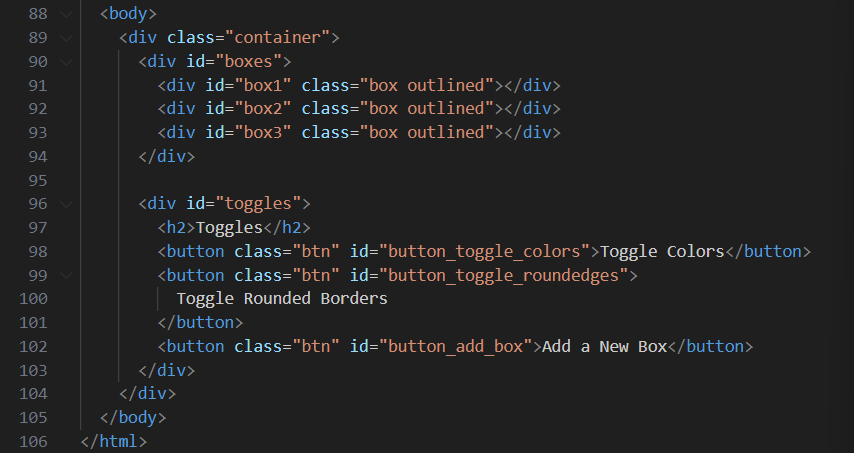 88 <body>
89 <div class="container">
90 <div id="boxes">
91 <div id="box1" class="box outlined"></div>
92 <div id="box2" class="box outlined"></div>
93 <div id="box3" class="box outlined"></div>
94 </div>
95
96 <div id="toggles">
97 <h2>Toggles</h2>
98 <button class="btn" id="button_toggle_colors">Toggle Colors</button>
99 <button class="btn" id="button_toggle_roundedges">
100 Toggle Rounded Borders
101 </button>
102 <button class="btn" id="button_add_box">Add a New Box</button>
103 </div>
104 </div>
105 </body>
106 </html>